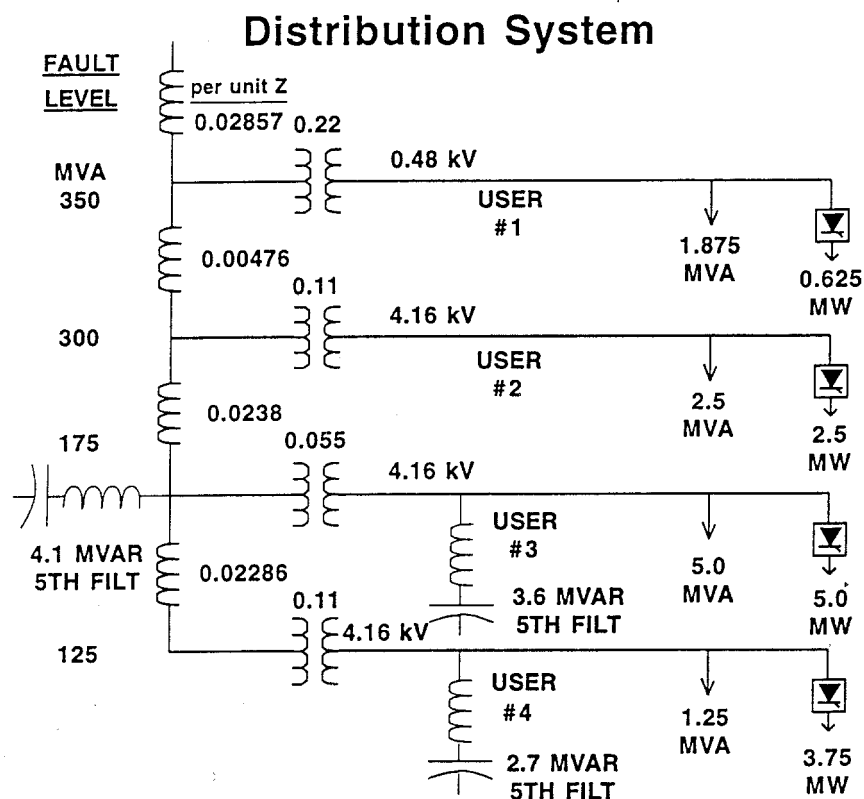 Distribution System
FAULT
LEVEL
per unit Z
0.02857
0.22
MVA
350
0.48 kV
USER
#1
1.875
MVA
0.625
MW
0.00476
0.11
300
4.16 kV
USER
#2
2.5
MVA
2.5
MW
0.0238
175
0.055
4.16 kV
4.1 MVAR
5TH FILT
USER
#3
3.6 MVAR
5TH FILT
5.0
MVA
5.0
MW
0.02286
0.11
125
4.16 kV
USER
#4
2.7 MVAR
5TH FILT
1.25
MVA
3.75
MW